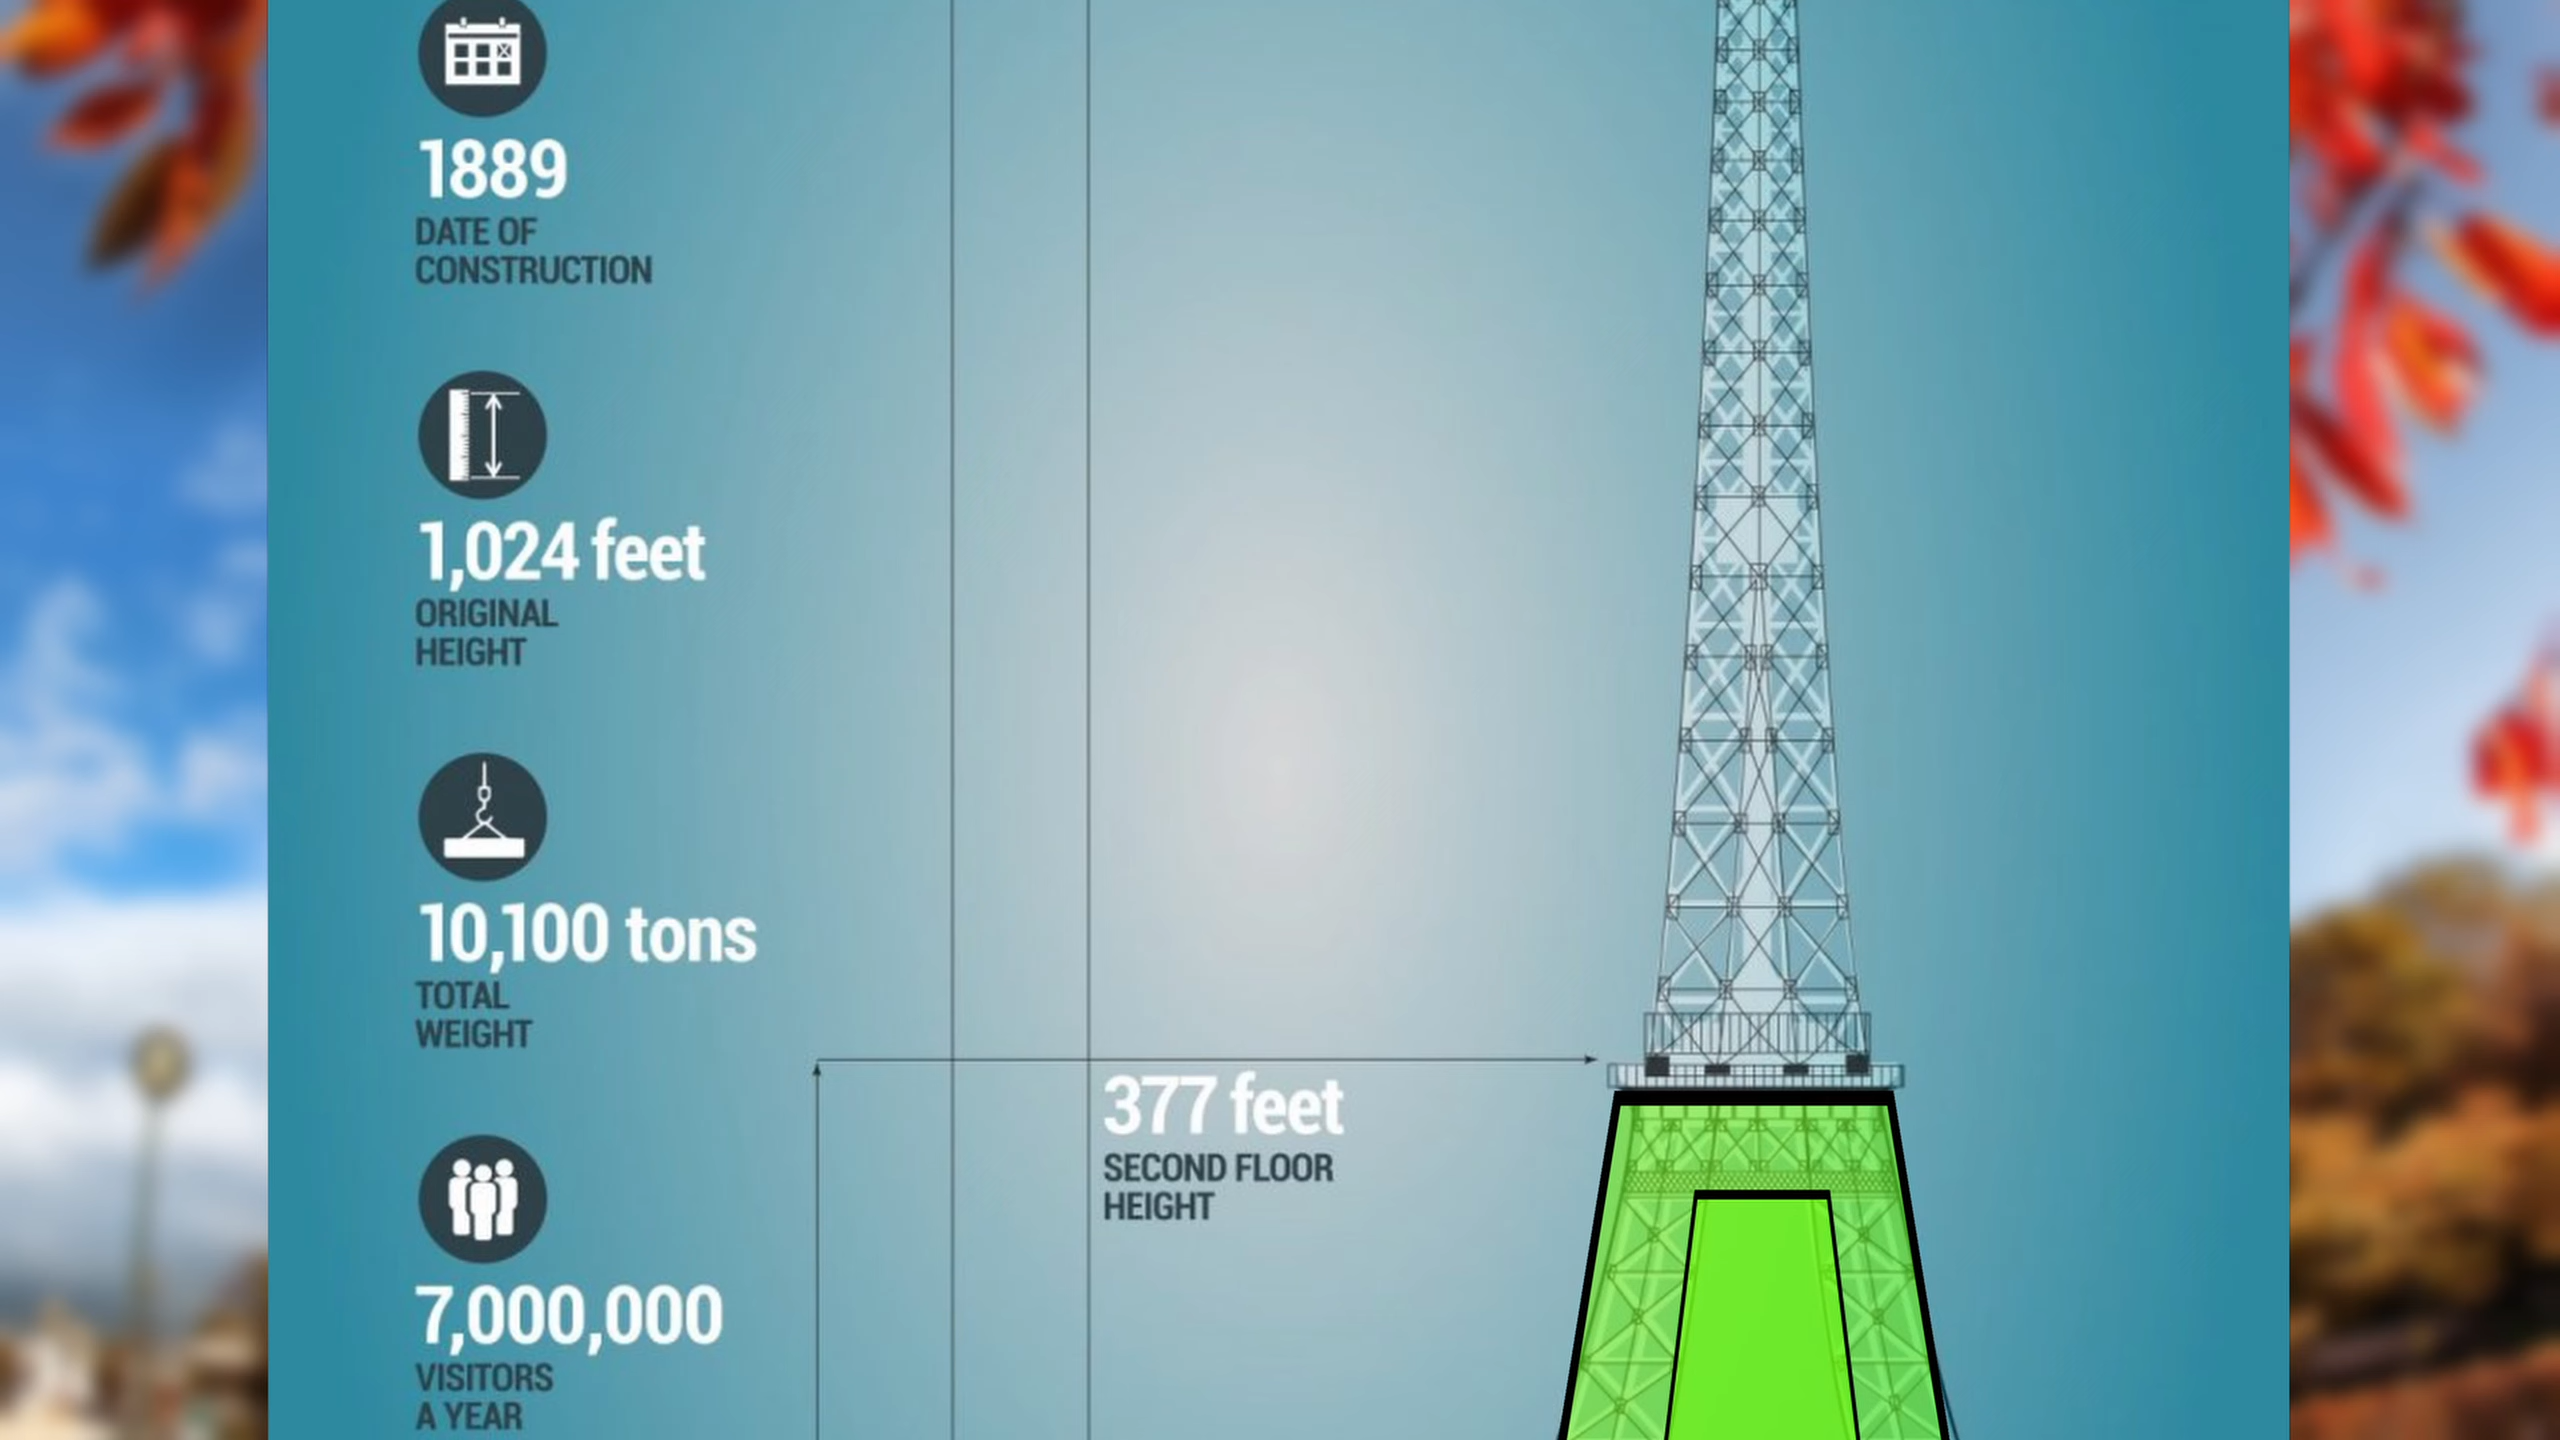 1889
DATE OF
CONSTRUCTION
1,024 feet
ORIGINAL
HEIGHT
10,100 tons
TOTAL
WEIGHT
377 feet
SECOND FLOOR
HEIGHT
7,000,000
VISITORS
A YEAR